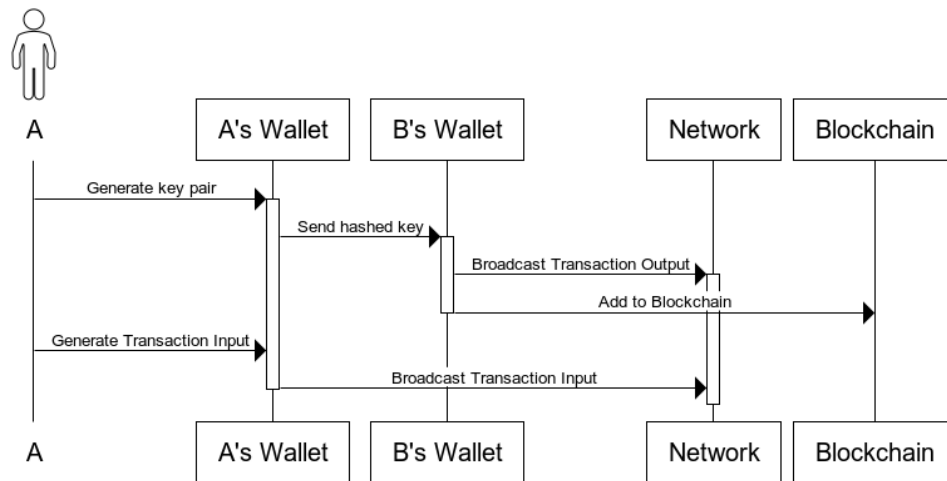 A
A's Wallet
B's Wallet
Network
Blockchain
Generate key pair
Send hashed key
Broadcast Transaction Output
Add to Blockchain
Generate Transaction Input
Broadcast Transaction Input
A
A's Wallet
B's Wallet
Network
Blockchain